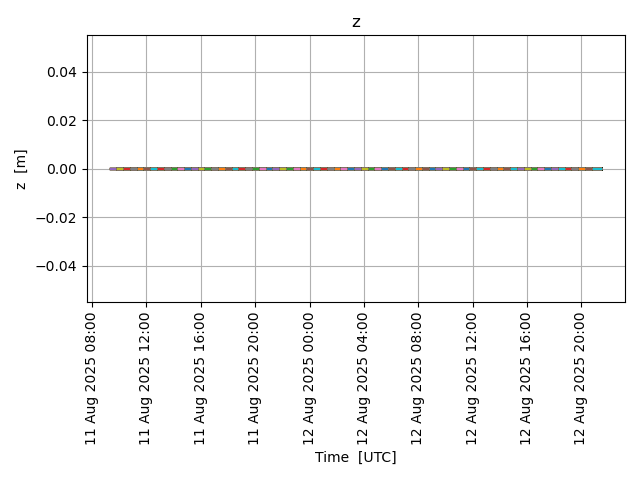 z
0.04
0.02
0.00
−0.02
−0.04
z  [m]
11 Aug 2025 08:00
11 Aug 2025 12:00
11 Aug 2025 16:00
11 Aug 2025 20:00
12 Aug 2025 00:00
12 Aug 2025 04:00
12 Aug 2025 08:00
12 Aug 2025 12:00
12 Aug 2025 16:00
12 Aug 2025 20:00
Time  [UTC]